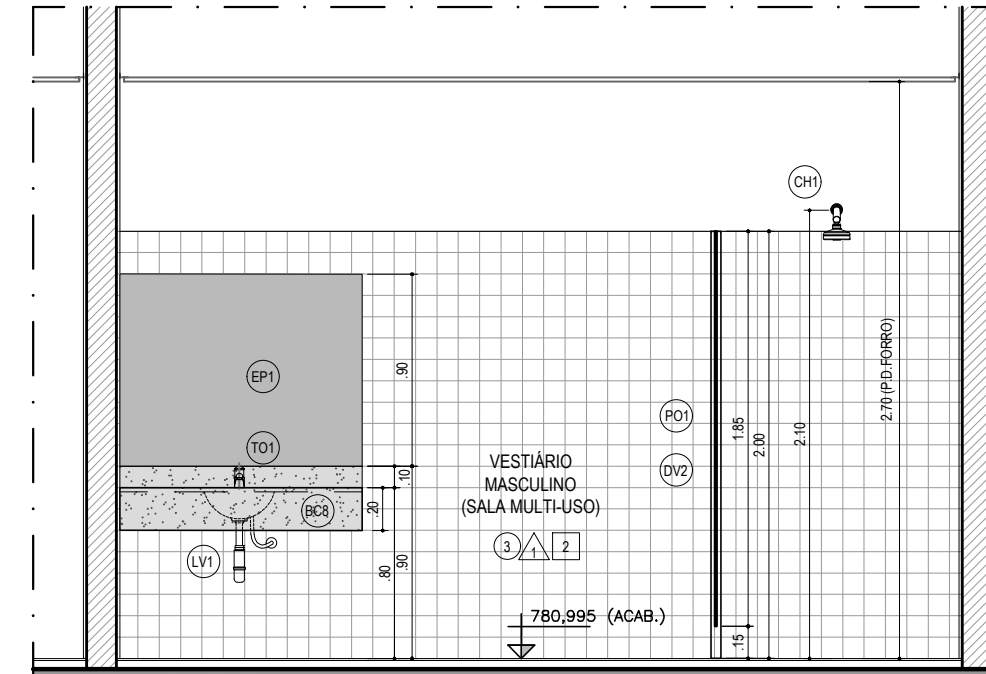 CH1
2.70 (P.D.FORRO)
EP1
.90
PO1
1.85
2.00
2.10
TO1
VESTIÁRIO
MASCULINO
(SALA MULTI-USO)
DV2
.10
BC8
.20
3
1
2
LV1
.80
.90
780,995 (ACAB.)
.15